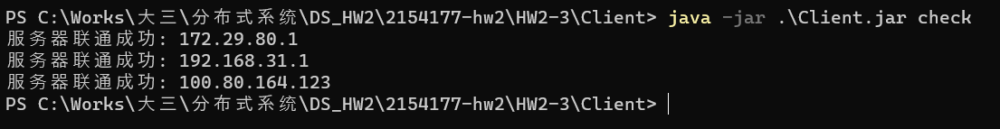 PS C:\Works\大三\分布式系统\DS_HW2\2154177-hw2\HW2-3\Client> java -jar .\Client.jar check
服务器联通成功: 172.29.80.1
服务器联通成功: 192.168.31.1
服务器联通成功: 100.80.164.123
PS C:\Works\大三\分布式系统\DS_HW2\2154177-hw2\HW2-3\Client>